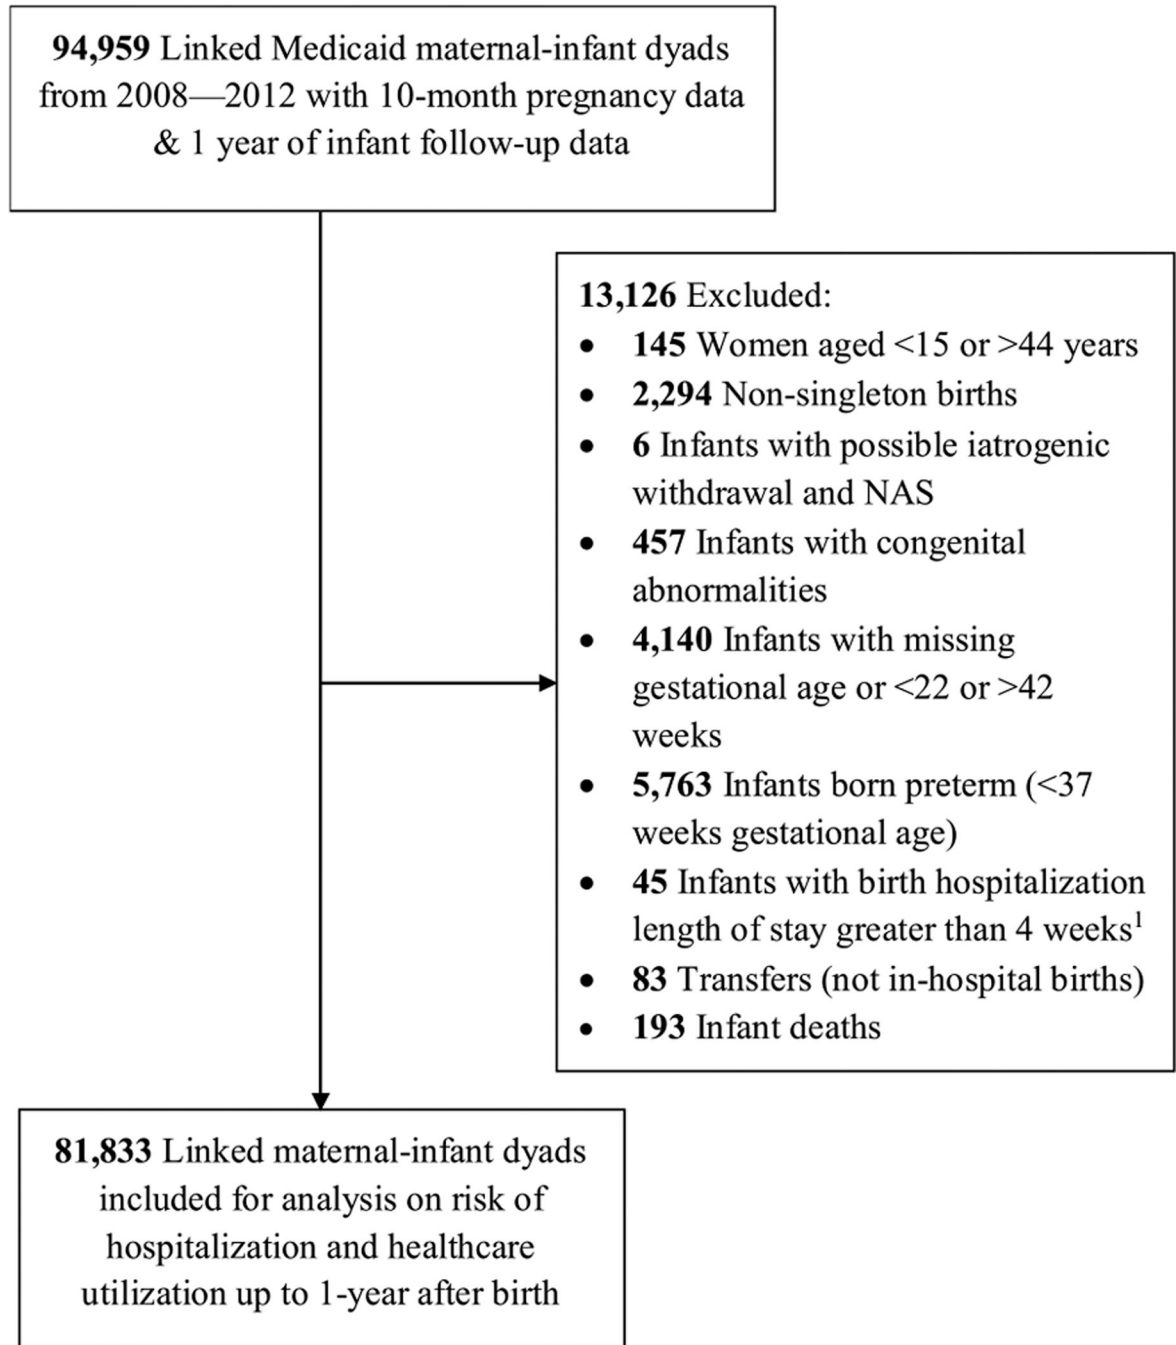 94,959 Linked Medicaid maternal-infant dyads
from 2008—2012 with 10-month pregnancy data
& 1 year of infant follow-up data
13,126 Excluded:
• 145 Women aged <15 or >44 years
• 2,294 Non-singleton births
• 6 Infants with possible iatrogenic
withdrawal and NAS
• 457 Infants with congenital
abnormalities
• 4,140 Infants with missing
gestational age or <22 or >42
weeks
• 5,763 Infants born preterm (<37
weeks gestational age)
• 45 Infants with birth hospitalization
length of stay greater than 4 weeks¹
• 83 Transfers (not in-hospital births)
• 193 Infant deaths
81,833 Linked maternal-infant dyads
included for analysis on risk of
hospitalization and healthcare
utilization up to 1-year after birth